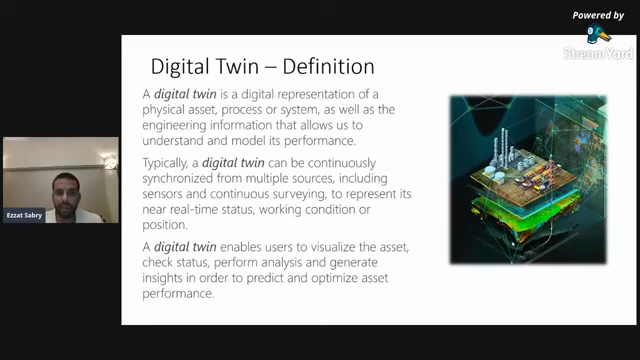 Powered by
StreamYard
Digital Twin – Definition
A digital twin is a digital representation of a
physical asset, process or system, as well as the
engineering information that allows us to
understand and model its performance.
Typically, a digital twin can be continuously
synchronized from multiple sources, including
sensors and continuous surveying, to represent its
near real-time status, working condition or
position.
A digital twin enables users to visualize the asset,
check status, perform analysis and generate
insights in order to predict and optimize asset
performance.
Ezzat Sabry